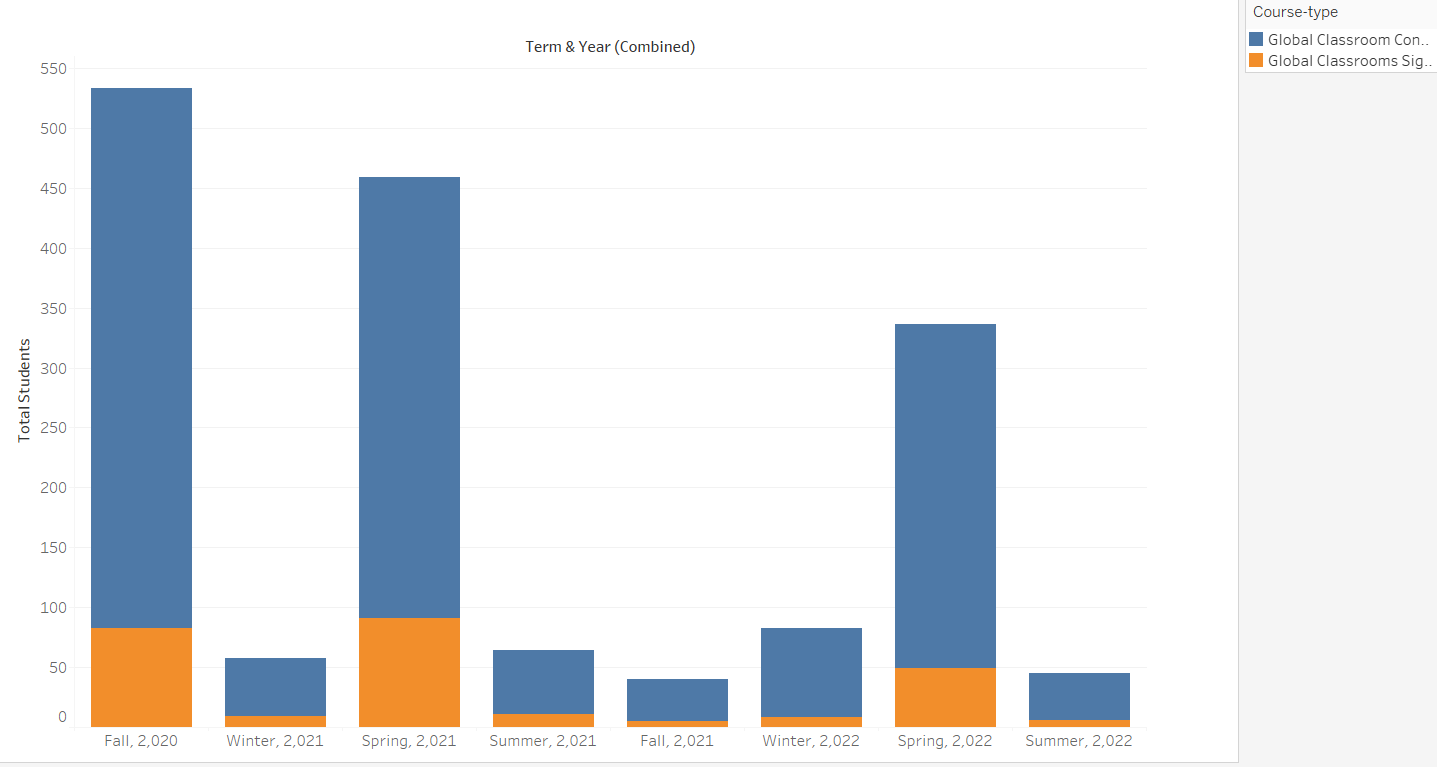 Course-type
Global Classroom Con..
Global Classrooms Sig..
Term & Year (Combined)
550
500
450
400
350
300
250
200
150
100
50
0
Total Students
Fall, 2,020
Winter, 2,021
Spring, 2,021
Summer, 2,021
Fall, 2,021
Winter, 2,022
Spring, 2,022
Summer, 2,022